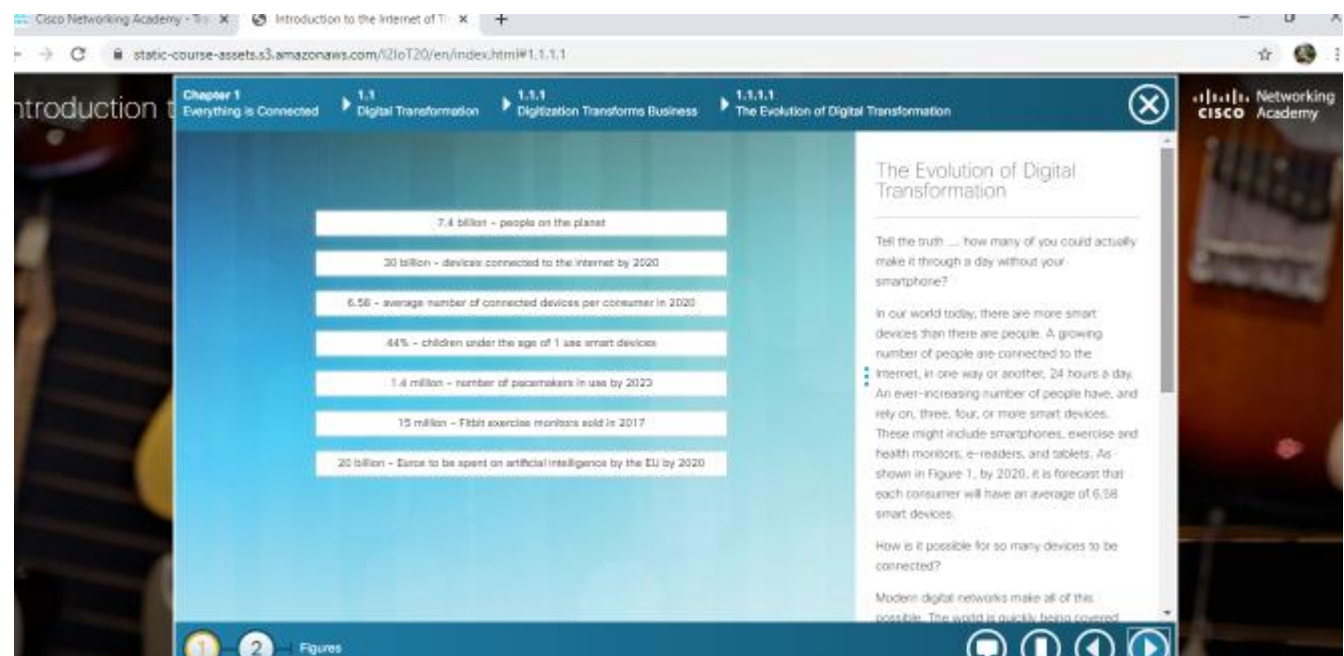 Cisco Networking Academy - Tr
Introduction to the Internet of T
static-course-assets.s3.amazonaws.com/I2IoT20/en/index.html#1.1.1.1
ntroduction t
Chapter 1
Everything is Connected
1.1
Digital Transformation
1.1.1
Digitization Transforms Business
1.1.1.1
The Evolution of Digital Transformation
Networking
CISCO Academy
7.4 billion - people on the planet
30 billion - devices connected to the internet by 2020
6.58 - average number of connected devices per consumer in 2020
44% - children under the age of 1 use smart devices
1.4 million - number of pacemakers in use by 2023
15 million - Fitbit exercise monitors sold in 2017
20 billion - Euros to be spent on artificial intelligence by the EU by 2020
The Evolution of Digital
Transformation
Tell the truth ... how many of you could actually
make it through a day without your
smartphone?
In our world today, there are more smart
devices than there are people. A growing
number of people are connected to the
Internet, in one way or another, 24 hours a day.
An ever-increasing number of people have, and
rely on, three, four, or more smart devices.
These might include smartphones, exercise and
health monitors, e-readers, and tablets. As
shown in Figure 1, by 2020, it is forecast that
each consumer will have an average of 6.58
smart devices.
How is it possible for so many devices to be
connected?
Modern digital networks make all of this
possible. The world is quickly being covered
1
2
Figures